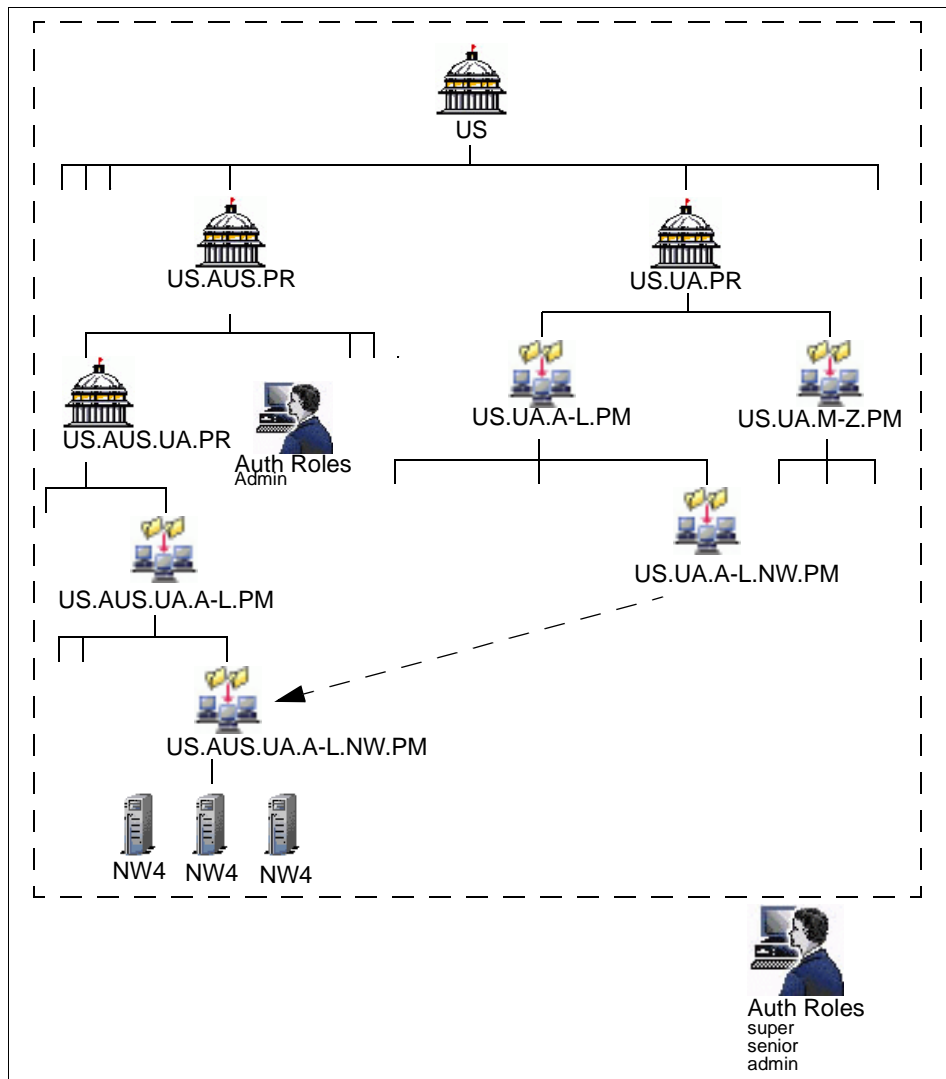 US
US.AUS.PR
US.UA.PR
US.AUS.UA.PR
Auth Roles
Admin
US.UA.A-L.PM
US.UA.M-Z.PM
US.AUS.UA.A-L.PM
US.UA.A-L.NW.PM
US.AUS.UA.A-L.NW.PM
NW4
NW4
NW4
Auth Roles
super
senior
admin